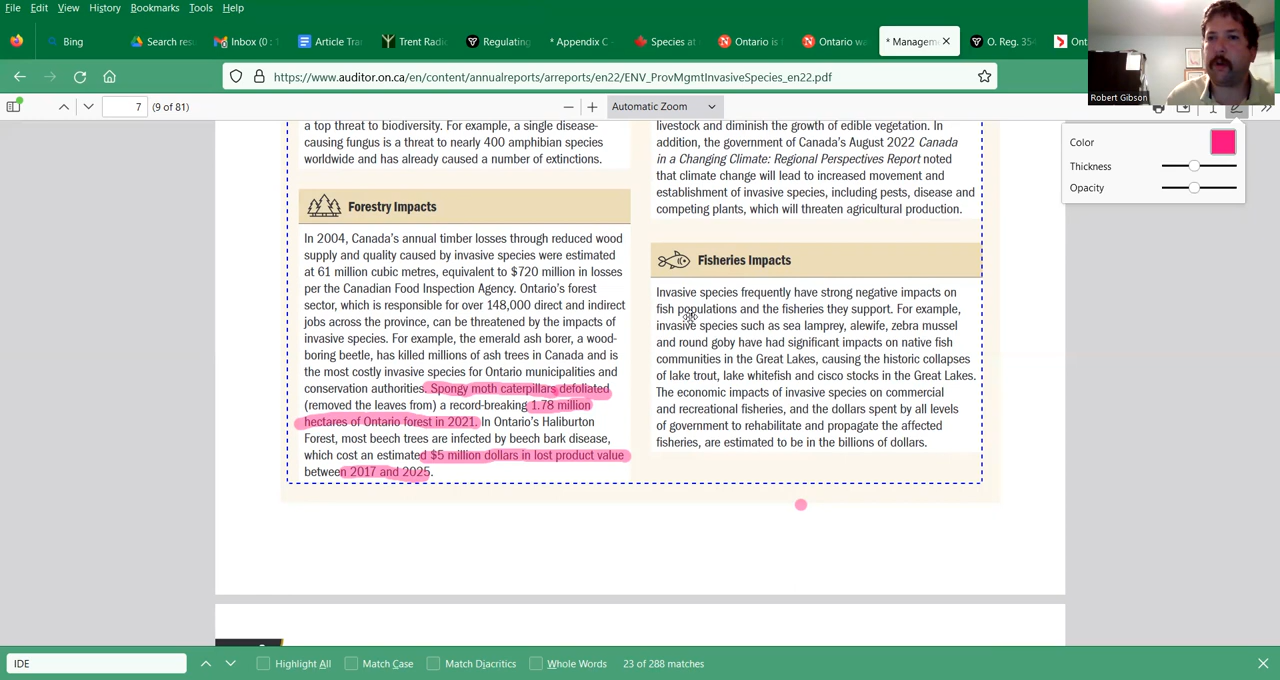 File Edit View History Bookmarks Tools Help
Bing
Search res
Inbox (0 :
Article Tra
Trent Radi
Regulating
* Appendix C -
Species at
Ontario is
Ontario wa
* Managem
O. Reg. 354
Ont
https://www.auditor.on.ca/en/content/annualreports/arreports/en22/ENV_ProvMgmtInvasiveSpecies_en22.pdf
7 (9 of 81)
Automatic Zoom
Robert Gibson
Color
Thickness
Opacity
a top threat to biodiversity. For example, a single disease-
causing fungus is a threat to nearly 400 amphibian species
worldwide and has already caused a number of extinctions.
Forestry Impacts
In 2004, Canada's annual timber losses through reduced wood
supply and quality caused by invasive species were estimated
at 61 million cubic metres, equivalent to $720 million in losses
per the Canadian Food Inspection Agency. Ontario's forest
sector, which is responsible for over 148,000 direct and indirect
jobs across the province, can be threatened by the impacts of
invasive species. For example, the emerald ash borer, a wood-
boring beetle, has killed millions of ash trees in Canada and is
the most costly invasive species for Ontario municipalities and
conservation authorities. Spongy moth caterpillars defoliated
(removed the leaves from) a record-breaking 1.78 million
hectares of Ontario forest in 2021. In Ontario's Haliburton
Forest, most beech trees are infected by beech bark disease,
which cost an estimated $5 million dollars in lost product value
between 2017 and 2025.
livestock and diminish the growth of edible vegetation. In
addition, the government of Canada's August 2022 Canada
in a Changing Climate: Regional Perspectives Report noted
that climate change will lead to increased movement and
establishment of invasive species, including pests, disease and
competing plants, which will threaten agricultural production.
Fisheries Impacts
Invasive species frequently have strong negative impacts on
fish populations and the fisheries they support. For example,
invasive species such as sea lamprey, alewife, zebra mussel
and round goby have had significant impacts on native fish
communities in the Great Lakes, causing the historic collapses
of lake trout, lake whitefish and cisco stocks in the Great Lakes.
The economic impacts of invasive species on commercial
and recreational fisheries, and the dollars spent by all levels
of government to rehabilitate and propagate the affected
fisheries, are estimated to be in the billions of dollars.
IDE
Highlight All
Match Case
Match Diacritics
Whole Words
23 of 288 matches